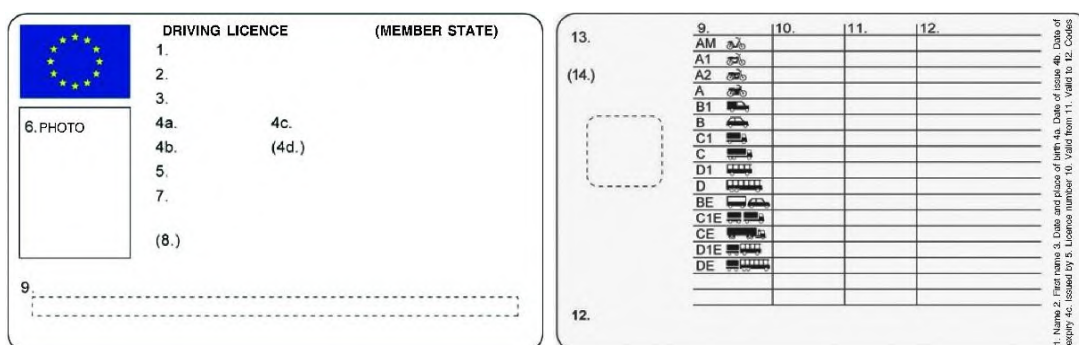 DRIVING LICENCE (MEMBER STATE)
1.
2.
3.
6. PHOTO
4a. 4c.
4b. (4d.)
5.
7.
(8.)
9.
13.
(14.)
12.
9. 10. 11. 12.
AM
A1
A2
A
B1
B
C1
C
D1
D
BE
C1E
CE
D1E
DE
1. Name 2. First name 3. Date and place of birth 4a. Date of issue 4b. Date of
expiry 4c. Issued by 5. Licence number 10. Valid from 11. Valid to 12. Codes